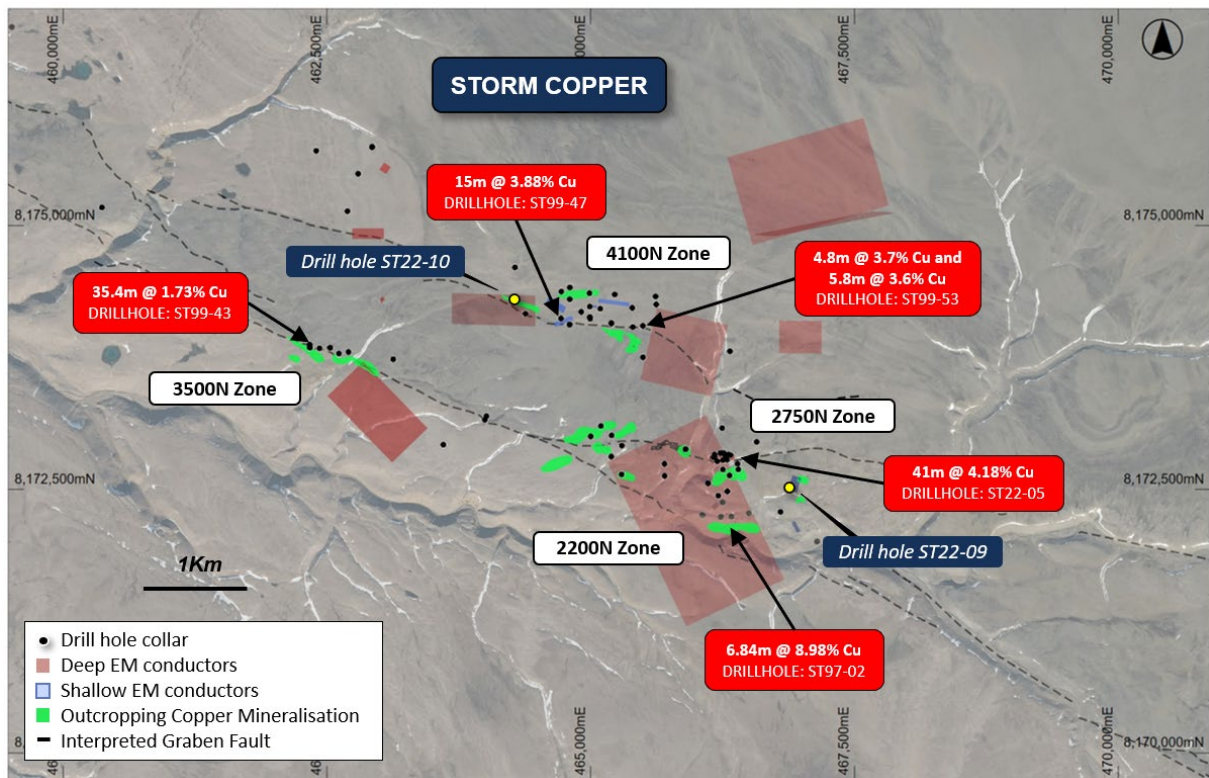 460,000mE
462,500mE
,000mE
467,500mE
470,000mE
STORM COPPER
15m @ 3.88% Cu
DRILLHOLE: ST99-47
8,175,000mN
8,175,000mN
4100N Zone
Drill hole ST22-10
4.8m @ 3.7% Cu and
5.8m @ 3.6% Cu
DRILLHOLE: ST99-53
35.4m @ 1.73% Cu
DRILLHOLE: ST99-43
3500N Zone
2750N Zone
41m @ 4.18% Cu
DRILLHOLE: ST22-05
8,172,500mN
8,172,500mN
2200N Zone
Drill hole ST22-09
1Km
6.84m @ 8.98% Cu
DRILLHOLE: ST97-02
Drill hole collar
Deep EM conductors
Shallow EM conductors
Outcropping Copper Mineralisation
Interpreted Graben Fault
465,000mE
467,500mE
470,000mE
8,170,000mN